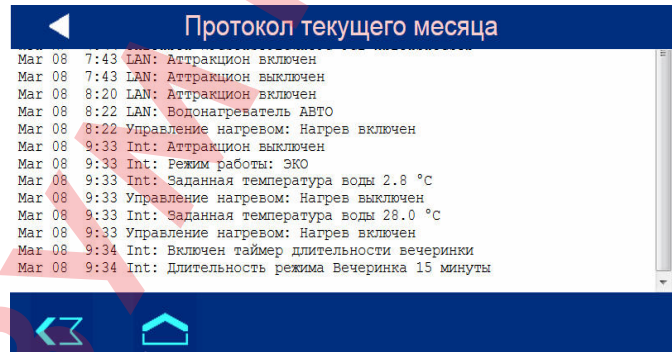 Протокол текущего месяца
Mar 08 7:43 LAN: Аттракцион включен
Mar 08 7:43 LAN: Аттракцион выключен
Mar 08 8:20 LAN: Аттракцион включен
Mar 08 8:22 LAN: Водонагреватель АВТО
Mar 08 8:22 Управление нагревом: Нагрев включен
Mar 08 9:33 Int: Аттракцион выключен
Mar 08 9:33 Int: Режим работы: ЭКО
Mar 08 9:33 Int: Заданная температура воды 2.8 °C
Mar 08 9:33 Управление нагревом: Нагрев выключен
Mar 08 9:33 Int: Заданная температура воды 28.0 °C
Mar 08 9:33 Управление нагревом: Нагрев включен
Mar 08 9:34 Int: Включен таймер длительности вечеринки
Mar 08 9:34 Int: Длительность режима Вечеринка 15 минуты